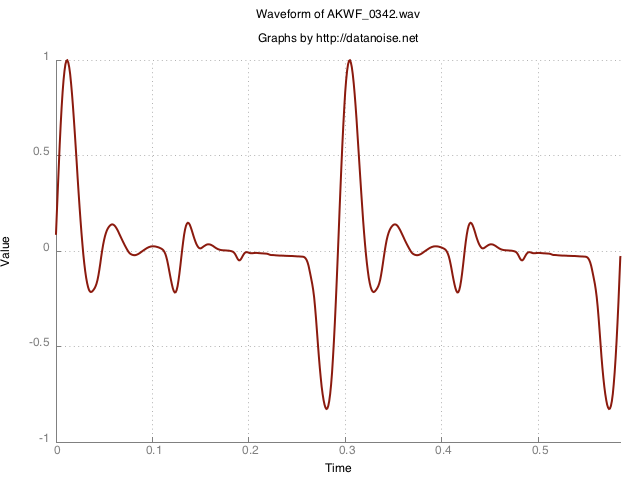 Waveform of AKWF_0342.wav
Graphs by http://datanoise.net
1
0.5
0
-0.5
-1
Value
0 0.1 0.2 0.3 0.4 0.5
Time